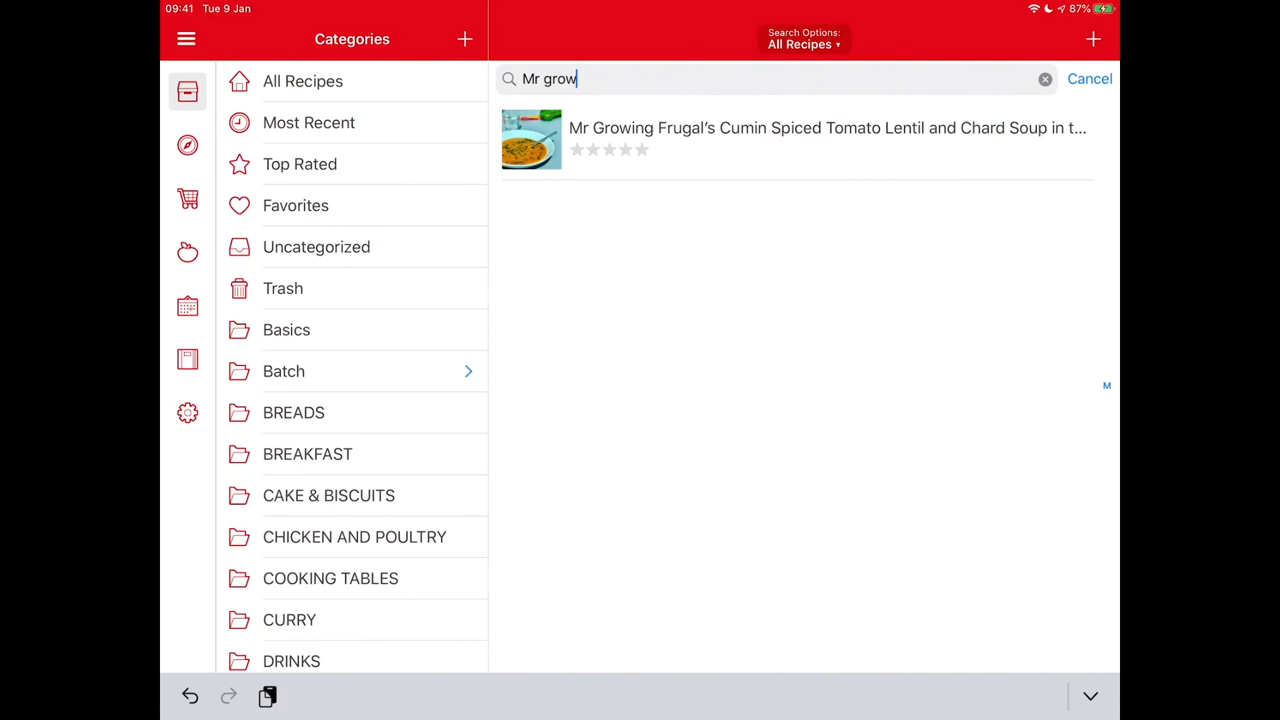 09:41 Tue 9 Jan
87%
Categories
Search Options:
All Recipes ▾
Mr grow
Cancel
All Recipes
Most Recent
Top Rated
Favorites
Uncategorized
Trash
Basics
Batch
BREADS
BREAKFAST
CAKE & BISCUITS
CHICKEN AND POULTRY
COOKING TABLES
CURRY
DRINKS
Mr Growing Frugal's Cumin Spiced Tomato Lentil and Chard Soup in t...
M